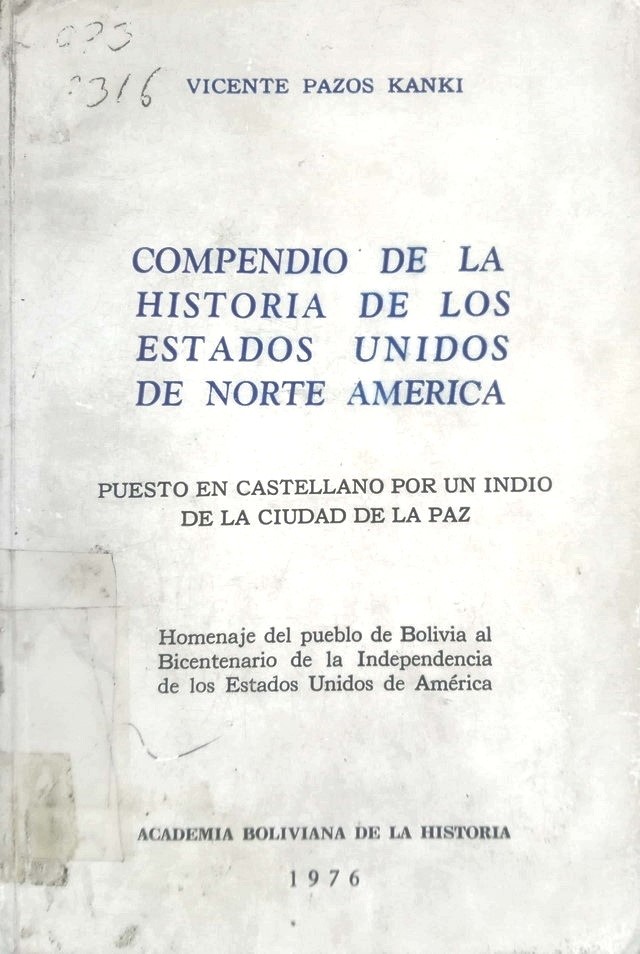 VICENTE PAZOS KANKI
COMPENDIO DE LA
HISTORIA DE LOS
ESTADOS UNIDOS
DE NORTE AMERICA
PUESTO EN CASTELLANO POR UN INDIO
DE LA CIUDAD DE LA PAZ
Homenaje del pueblo de Bolivia al
Bicentenario de la Independencia
de los Estados Unidos de América
ACADEMIA BOLIVIANA DE LA HISTORIA
1976